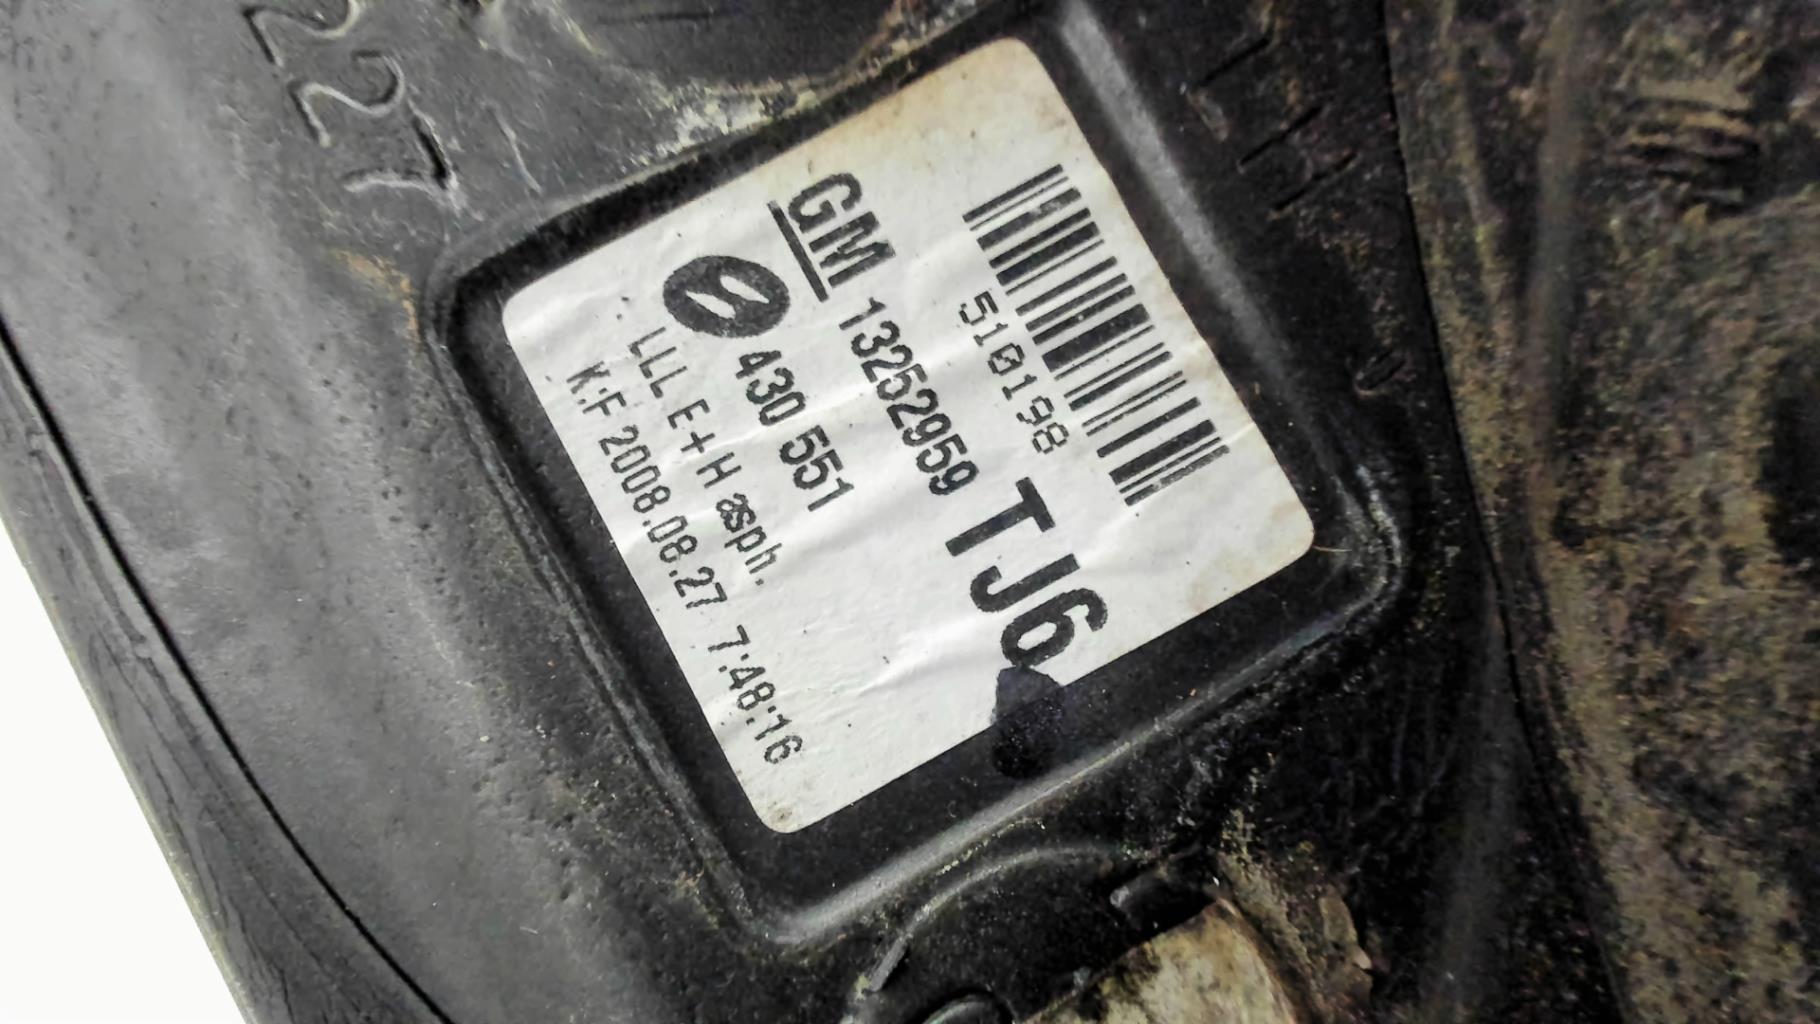 227
510198
GM 13252959 TJ6
430 551
LLL E+H asph.
K:F 2008.08.27 7:48:16